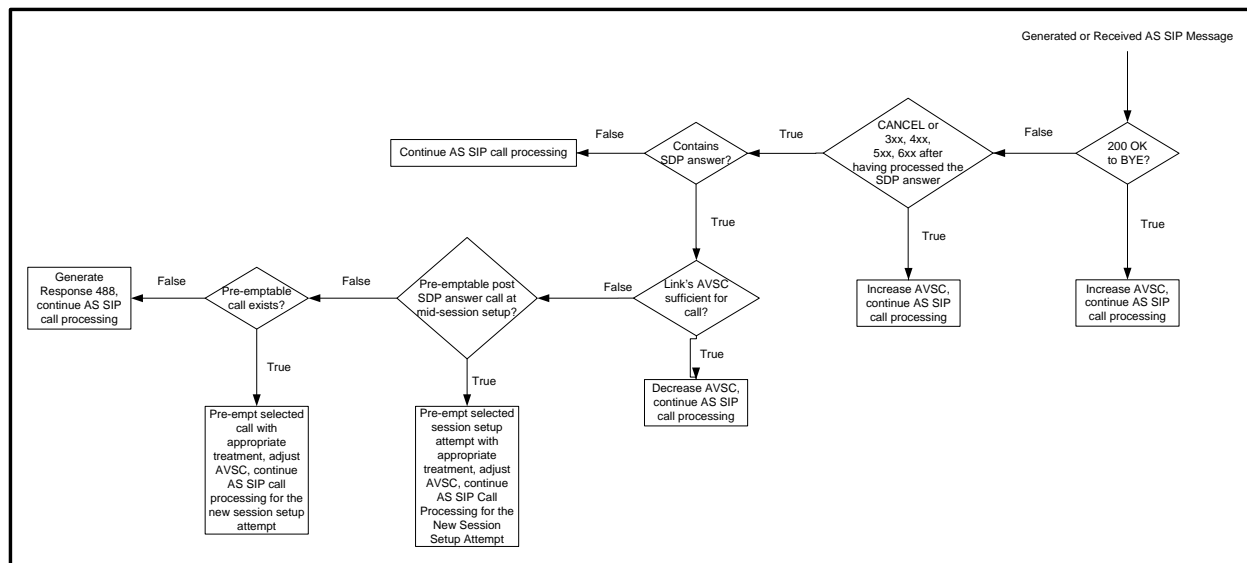 Generated or Received AS SIP Message
200 OK
to BYE?
False
True
Increase AVSC,
continue AS SIP
call processing
CANCEL or
3xx, 4xx,
5xx, 6xx after
having processed the
SDP answer
True
True
Increase AVSC,
continue AS SIP
call processing
Contains
SDP answer?
False
Continue AS SIP call processing
True
Link's AVSC
sufficient for
call?
True
Decrease AVSC,
continue AS SIP
call processing
False
Pre-emptable post
SDP answer call at
mid-session setup?
True
Pre-empt selected
session setup
attempt with
appropriate
treatment, adjust
AVSC, continue
AS SIP Call
Processing for the
New Session
Setup Attempt
False
Pre-emptable
call exists?
True
Pre-empt selected
call with
appropriate
treatment, adjust
AVSC, continue
AS SIP call
processing for the
new session setup
attempt
False
Generate
Response 488,
continue AS SIP
call processing